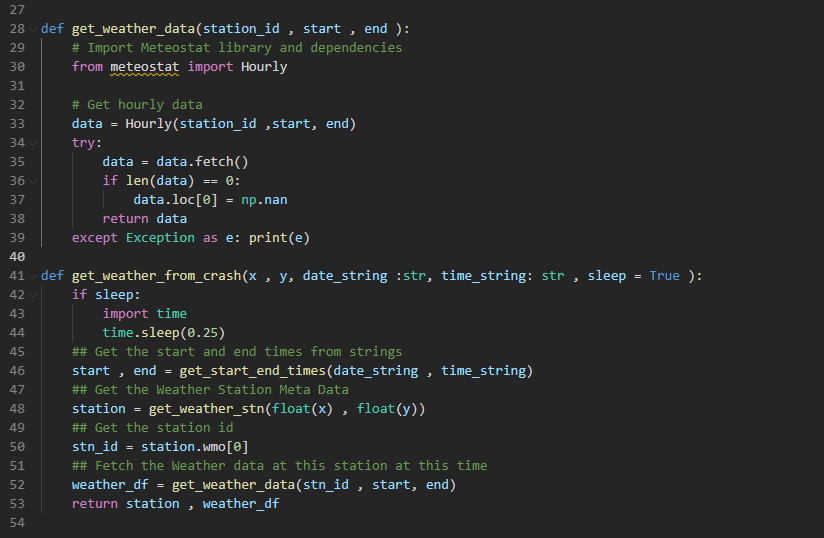 27
28 def get_weather_data(station_id , start , end ):
29     # Import Meteostat library and dependencies
30     from meteostat import Hourly
31
32     # Get hourly data
33     data = Hourly(station_id ,start, end)
34     try:
35         data = data.fetch()
36         if len(data) == 0:
37             data.loc[0] = np.nan
38         return data
39     except Exception as e: print(e)
40
41 def get_weather_from_crash(x , y, date_string :str, time_string: str , sleep = True ):
42     if sleep:
43         import time
44         time.sleep(0.25)
45     ## Get the start and end times from strings
46     start , end = get_start_end_times(date_string , time_string)
47     ## Get the Weather Station Meta Data
48     station = get_weather_stn(float(x) , float(y))
49     ## Get the station id
50     stn_id = station.wmo[0]
51     ## Fetch the Weather data at this station at this time
52     weather_df = get_weather_data(stn_id , start, end)
53     return station , weather_df
54